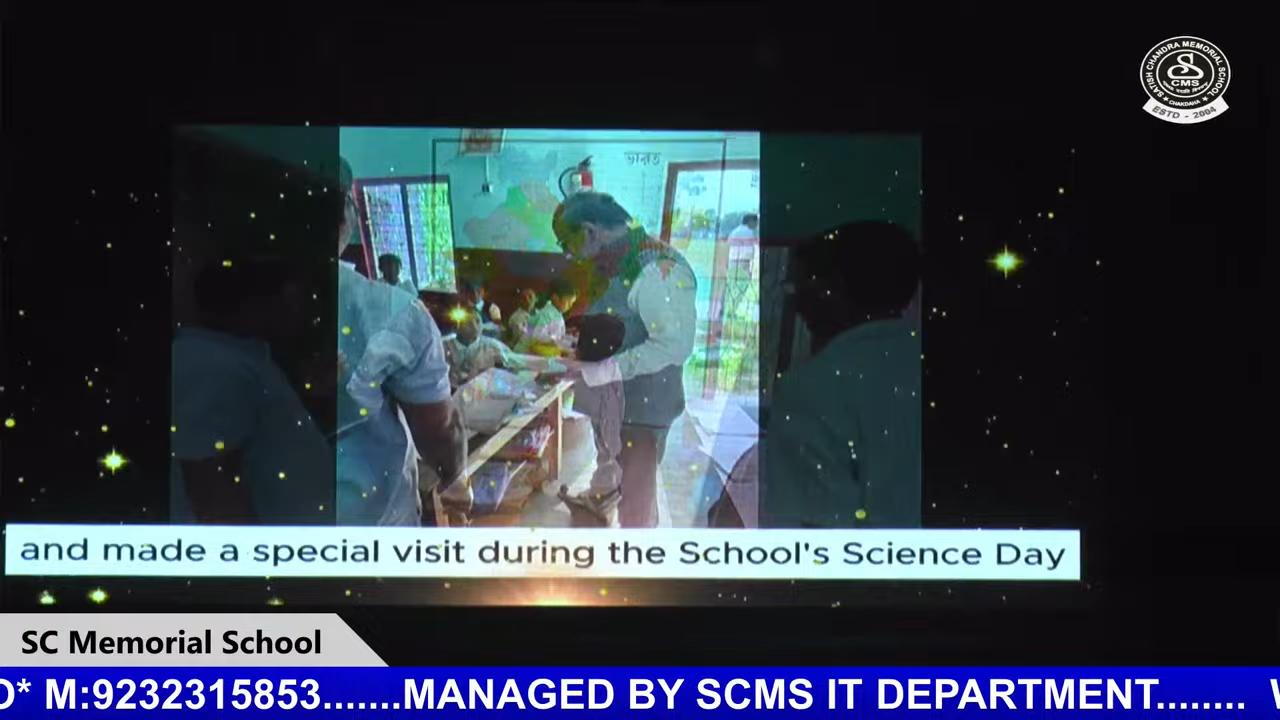 SATISH CHANDRA MEMORIAL SCHOOL
S
CMS
★ CHAKDAHA ★
ESTD - 2004
ভারত
and made a special visit during the School's Science Day
SC Memorial School
D* M:9232315853.......MANAGED BY SCMS IT DEPARTMENT........ W